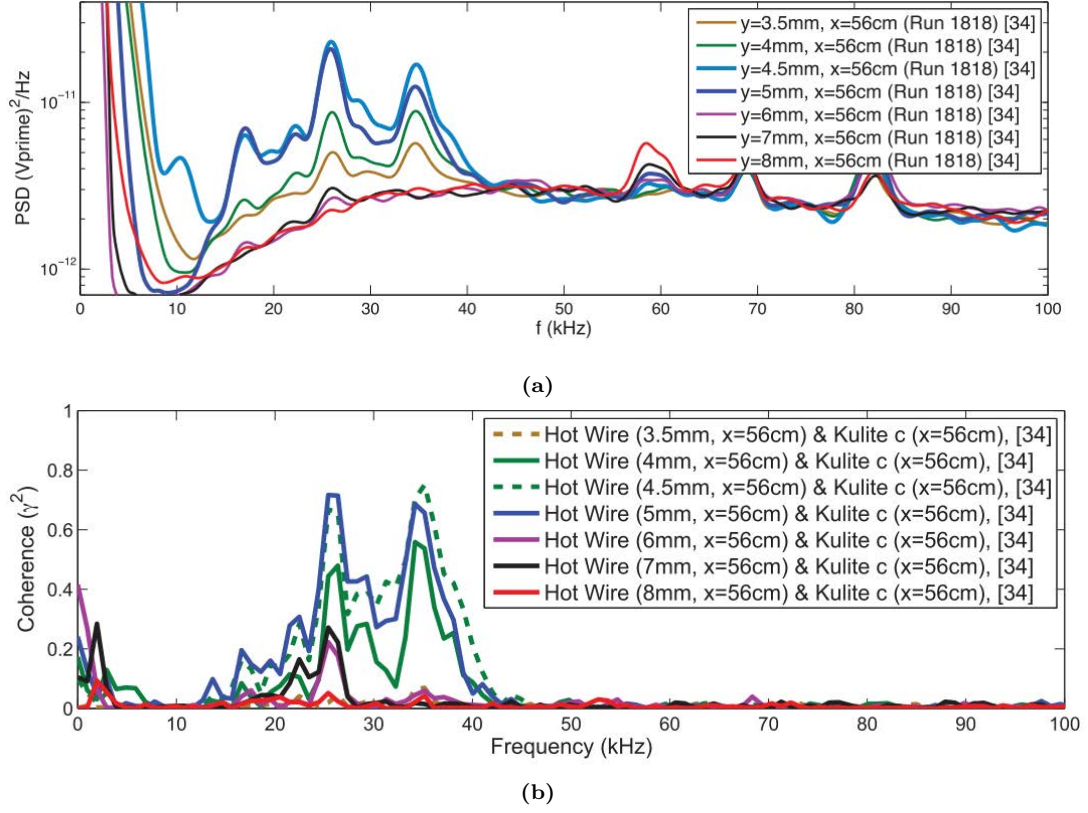 PSD (Vprime)²/Hz
10⁻¹¹
10⁻¹²
y=3.5mm, x=56cm (Run 1818) [34]
y=4mm, x=56cm (Run 1818) [34]
y=4.5mm, x=56cm (Run 1818) [34]
y=5mm, x=56cm (Run 1818) [34]
y=6mm, x=56cm (Run 1818) [34]
y=7mm, x=56cm (Run 1818) [34]
y=8mm, x=56cm (Run 1818) [34]
0 10 20 30 40 50 60 70 80 90 100
f (kHz)
(a)
Coherence (γ²)
1
0.8
0.6
0.4
0.2
0
Hot Wire (3.5mm, x=56cm) & Kulite c (x=56cm), [34]
Hot Wire (4mm, x=56cm) & Kulite c (x=56cm), [34]
Hot Wire (4.5mm, x=56cm) & Kulite c (x=56cm), [34]
Hot Wire (5mm, x=56cm) & Kulite c (x=56cm), [34]
Hot Wire (6mm, x=56cm) & Kulite c (x=56cm), [34]
Hot Wire (7mm, x=56cm) & Kulite c (x=56cm), [34]
Hot Wire (8mm, x=56cm) & Kulite c (x=56cm), [34]
0 10 20 30 40 50 60 70 80 90 100
Frequency (kHz)
(b)